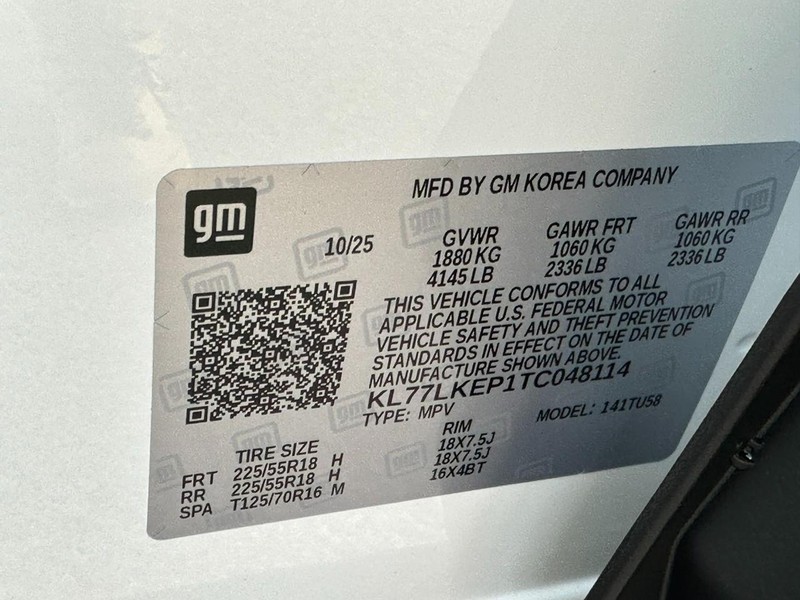 gm
MFD BY GM KOREA COMPANY
10/25
GVWR GAWR FRT GAWR RR
1880 KG 1060 KG 1060 KG
4145 LB 2336 LB 2336 LB
THIS VEHICLE CONFORMS TO ALL
APPLICABLE U.S. FEDERAL MOTOR
VEHICLE SAFETY AND THEFT PREVENTION
STANDARDS IN EFFECT ON THE DATE OF
MANUFACTURE SHOWN ABOVE.
KL77LKEP1TC048114
TYPE: MPV MODEL: 141TU58
TIRE SIZE RIM
FRT 225/55R18 H 18X7.5J
RR 225/55R18 H 18X7.5J
SPA T125/70R16 M 16X4BT